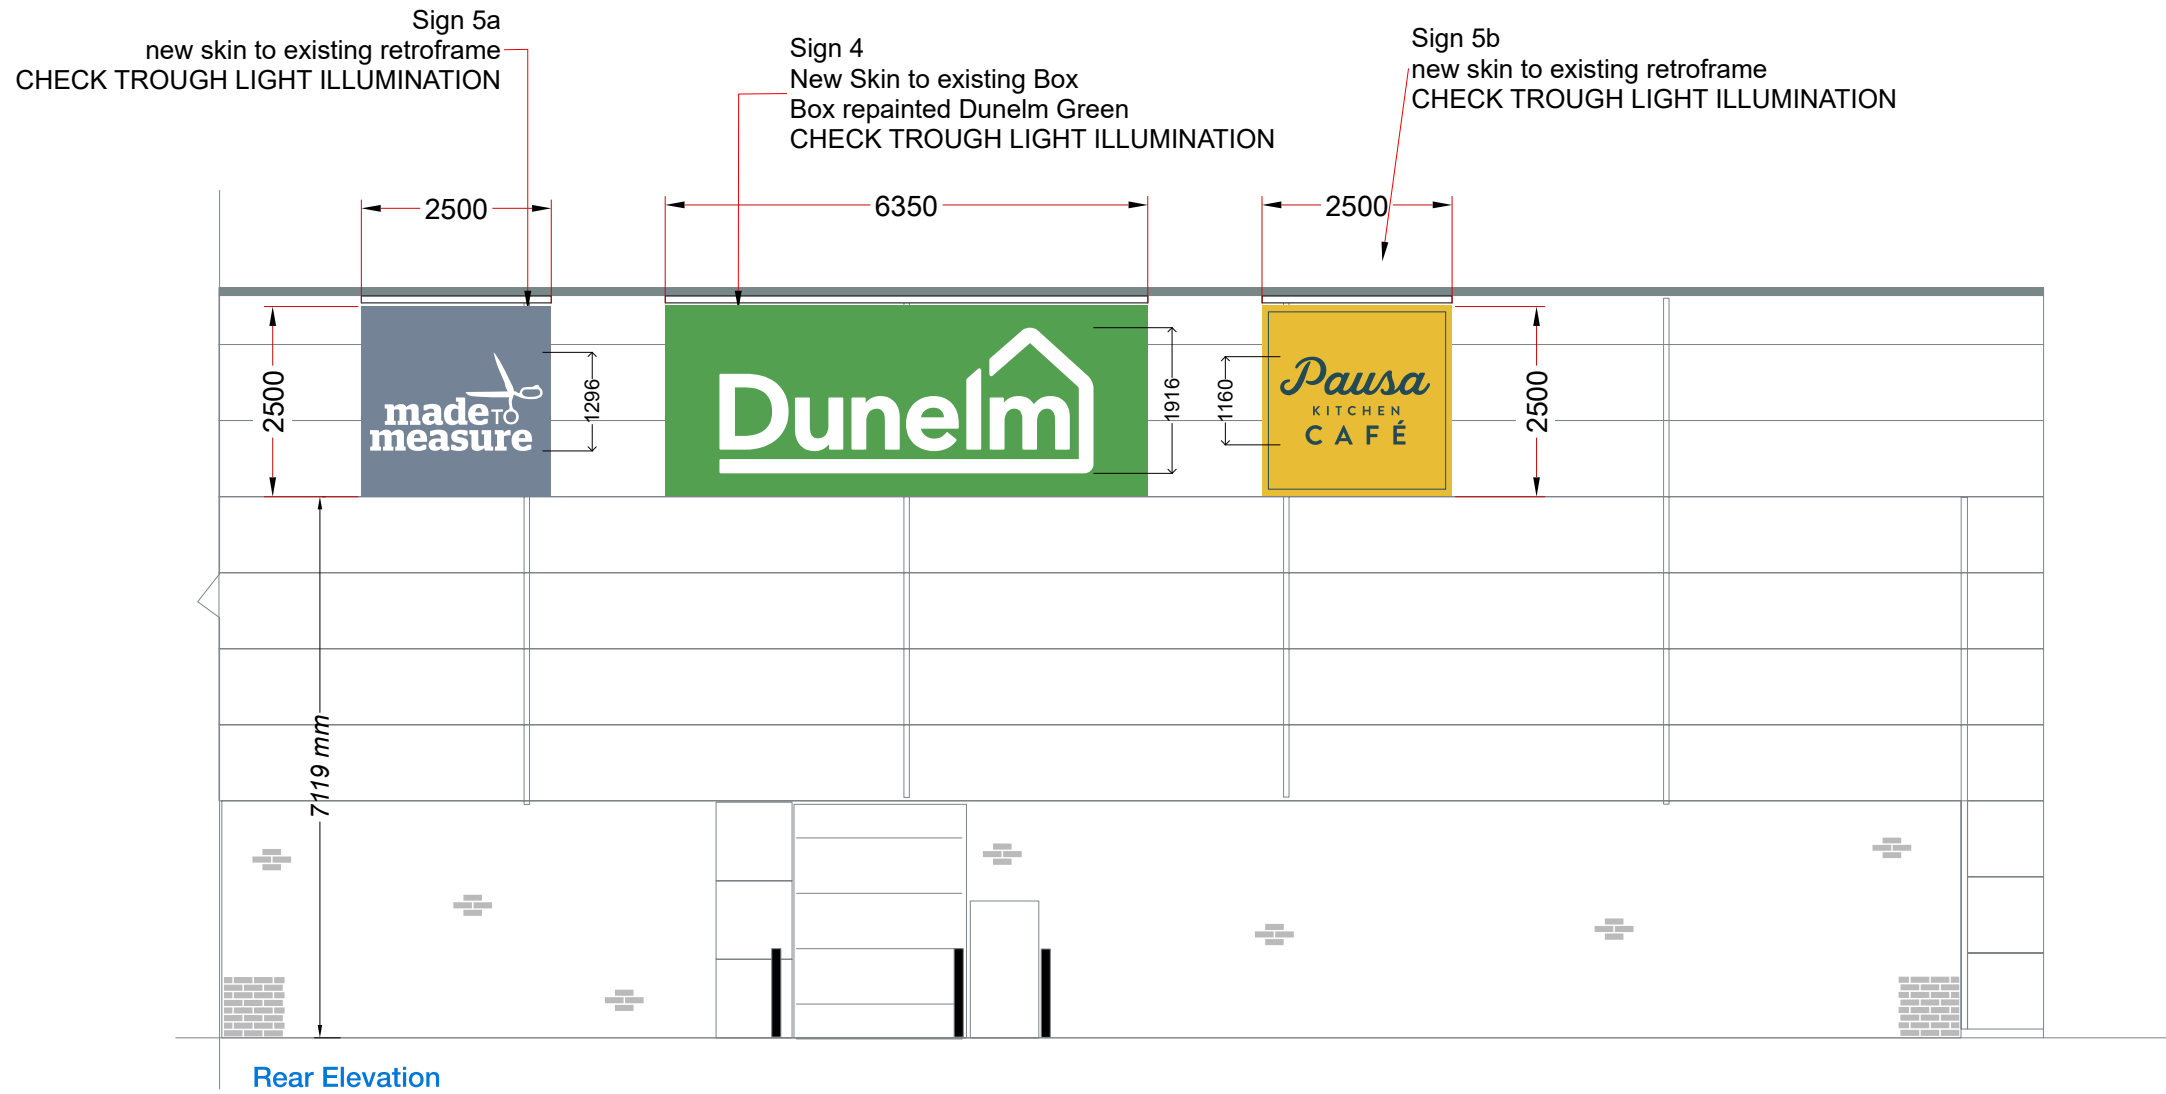 Sign 5a
new skin to existing retroframe
CHECK TROUGH LIGHT ILLUMINATION
Sign 4
New Skin to existing Box
Box repainted Dunelm Green
CHECK TROUGH LIGHT ILLUMINATION
Sign 5b
new skin to existing retroframe
CHECK TROUGH LIGHT ILLUMINATION
2500
6350
2500
2500
made TO
measure
1296
Dunelm
1916
1160
Pausa
KITCHEN
CAFÉ
2500
7119 mm
Rear Elevation